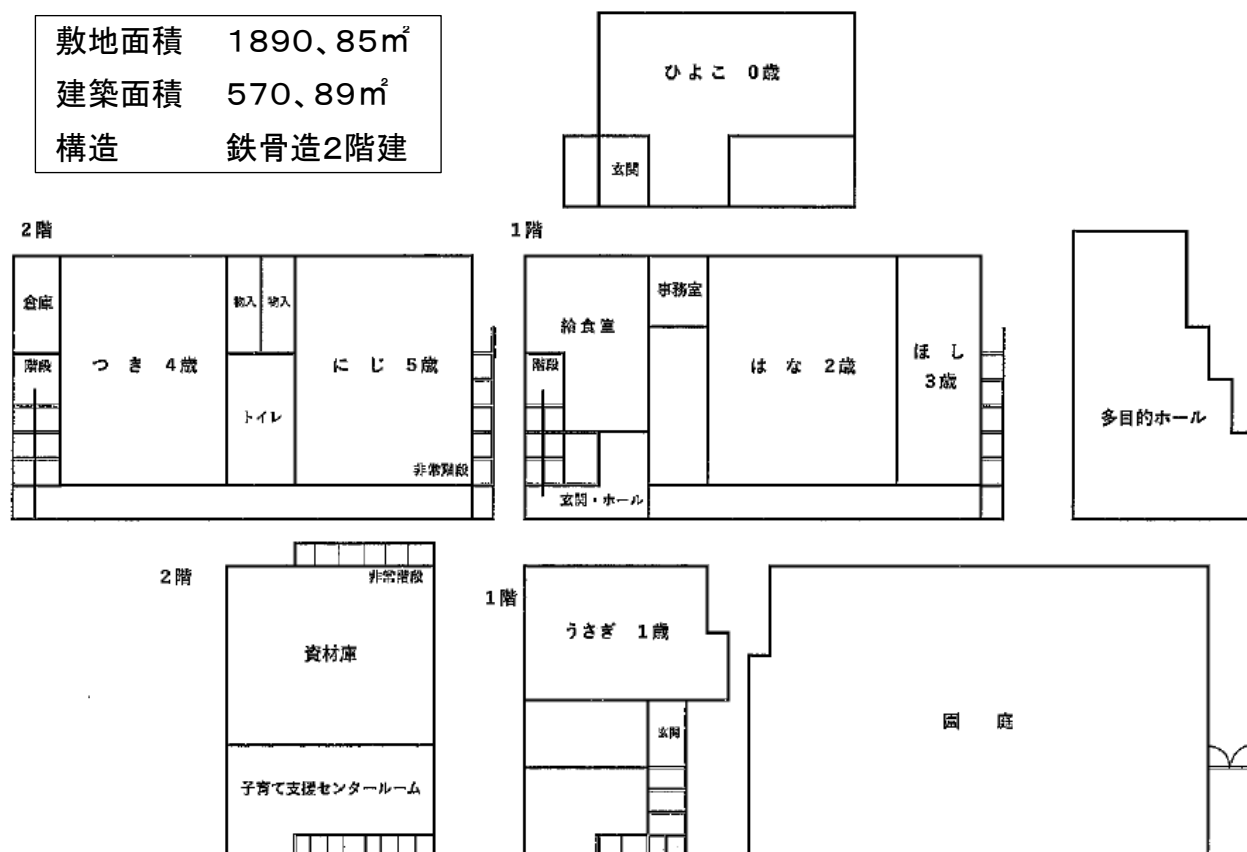 敷地面積 1890、85㎡
建築面積 570、89㎡
構造 鉄骨造2階建
ひよこ 0歳
玄関
2階
倉庫
階段
つき 4歳
物入
物入
トイレ
にじ 5歳
非常階段
1階
給食室
階段
玄関・ホール
事務室
はな 2歳
ほし
3歳
多目的ホール
2階
非常階段
資材庫
子育て支援センタールーム
1階
うさぎ 1歳
玄関
園庭